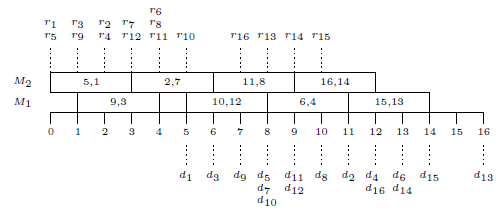 r6
r1 r3 r2 r7 r8
r5 r9 r4 r12 r11 r10 r16 r13 r14 r15
M2 5,1 2,7 11,8 16,14
M1 9,3 10,12 6,4 15,13
0 1 2 3 4 5 6 7 8 9 10 11 12 13 14 15 16
d1 d3 d9 d5 d11 d8 d2 d4 d6 d15 d13
d7 d12 d16 d14
d10